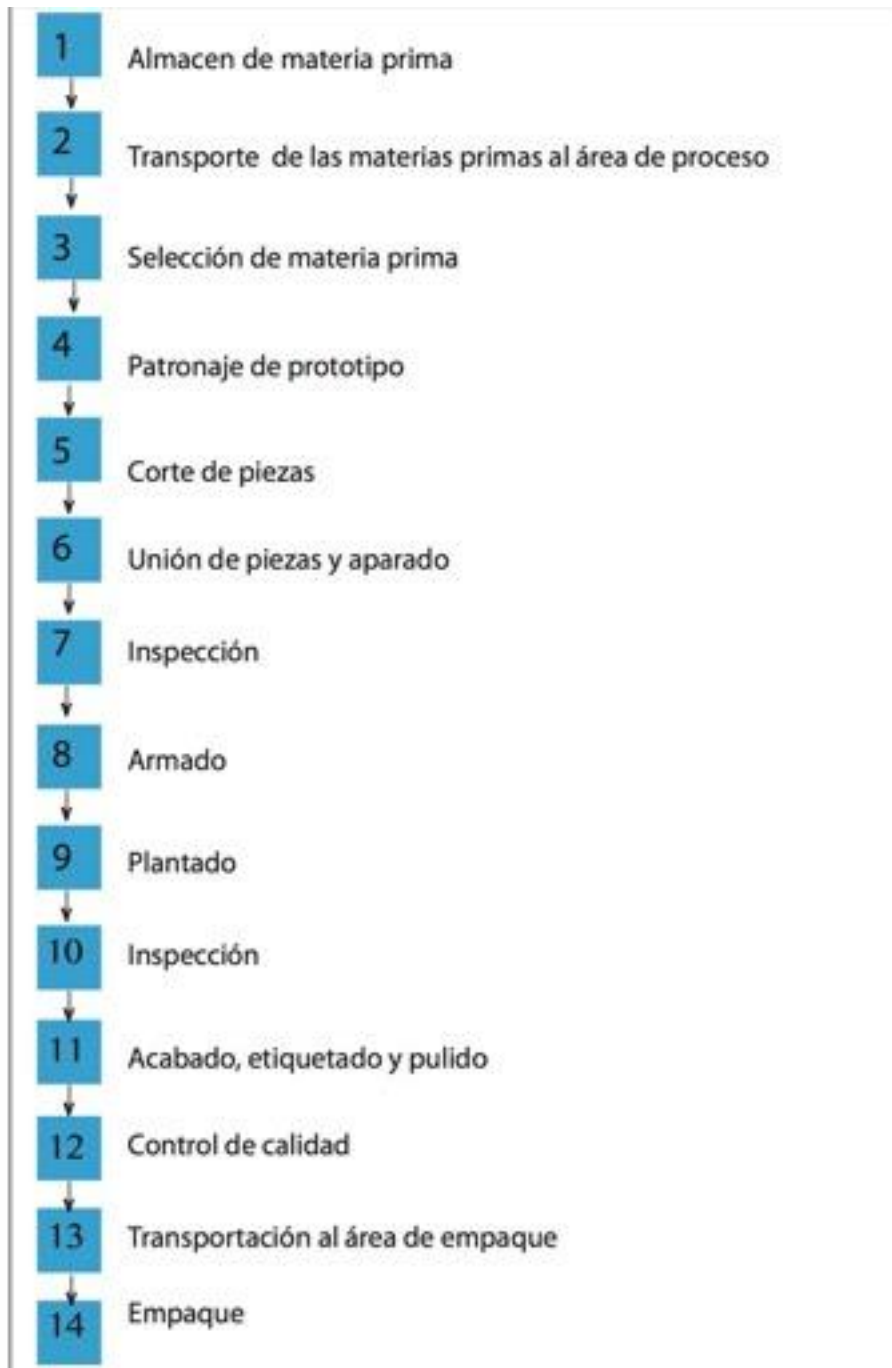 1
Almacen de materia prima
2
Transporte de las materias primas al área de proceso
3
Selección de materia prima
4
Patronaje de prototipo
5
Corte de piezas
6
Unión de piezas y aparado
7
Inspección
8
Armado
9
Plantado
10
Inspección
11
Acabado, etiquetado y pulido
12
Control de calidad
13
Transportación al área de empaque
14
Empaque